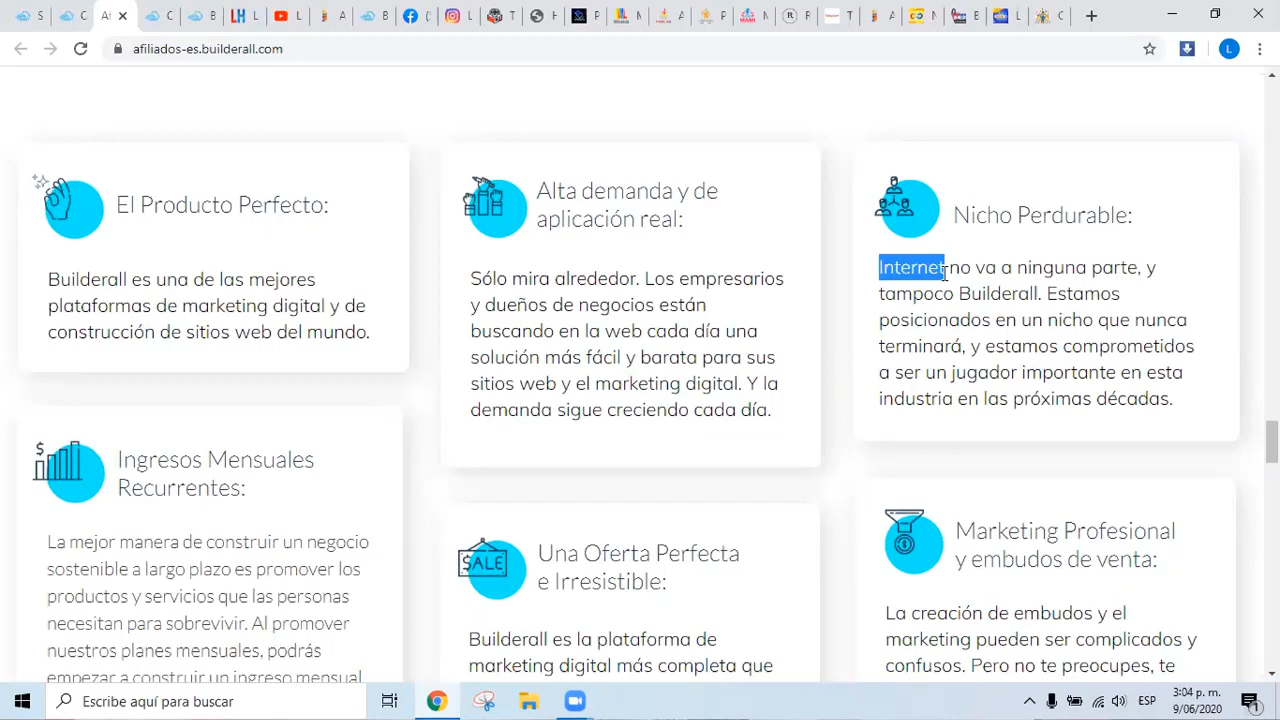 Af
C
LH
L
A
B
(
T
H
P
N
A
P
N
R
T
A
N
B
L
C
afiliados-es.builderall.com
L
El Producto Perfecto:
Builderall es una de las mejores
plataformas de marketing digital y de
construcción de sitios web del mundo.
Alta demanda y de
aplicación real:
Sólo mira alrededor. Los empresarios
y dueños de negocios están
buscando en la web cada día una
solución más fácil y barata para sus
sitios web y el marketing digital. Y la
demanda sigue creciendo cada día.
Nicho Perdurable:
Internet no va a ninguna parte, y
tampoco Builderall. Estamos
posicionados en un nicho que nunca
terminará, y estamos comprometidos
a ser un jugador importante en esta
industria en las próximas décadas.
$
Ingresos Mensuales
Recurrentes:
La mejor manera de construir un negocio
sostenible a largo plazo es promover los
productos y servicios que las personas
necesitan para sobrevivir. Al promover
nuestros planes mensuales, podrás
empezar a construir un ingreso mensual
$ALE
Una Oferta Perfecta
e Irresistible:
Builderall es la plataforma de
marketing digital más completa que
Marketing Profesional
y embudos de venta:
La creación de embudos y el
marketing pueden ser complicados y
confusos. Pero no te preocupes, te
Escribe aquí para buscar
ESP
3:04 p. m.
9/06/2020